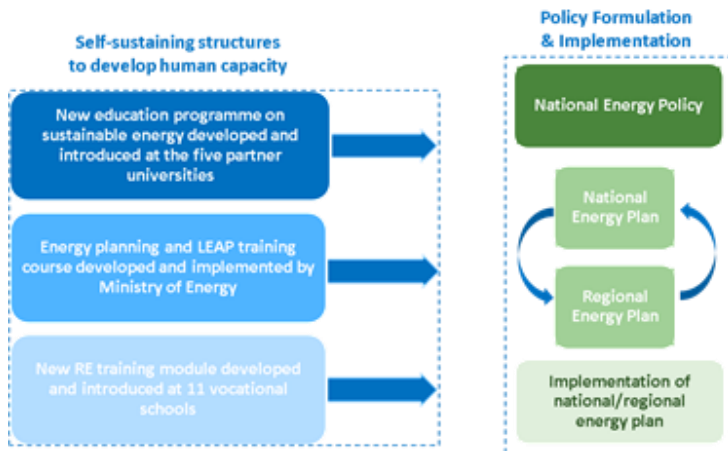 Self-sustaining structures
to develop human capacity
New education programme on
sustainable energy developed and
introduced at the five partner
universities
Energy planning and LEAP training
course developed and implemented by
Ministry of Energy
New RE training module developed
and introduced at 11 vocational
schools
Policy Formulation
& Implementation
National Energy Policy
National
Energy Plan
Regional
Energy Plan
Implementation of
national/regional
energy plan